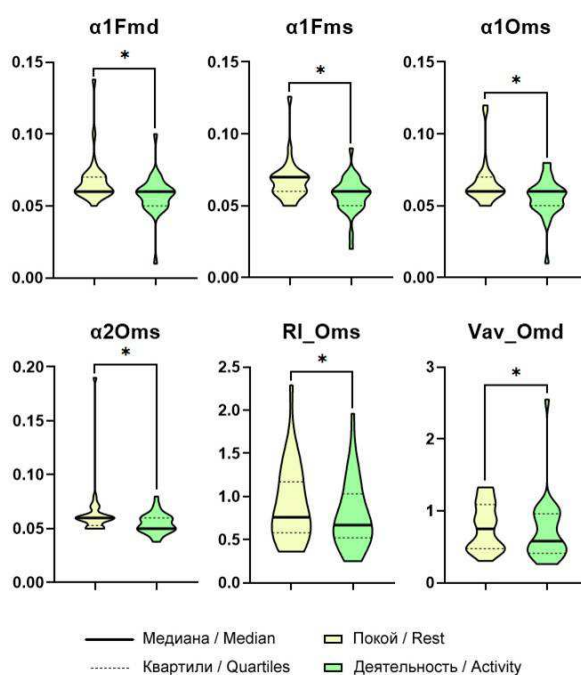 α1Fmd α1Fms α1Oms
0.15 * 0.15 * 0.15 *
0.10 0.10 0.10
0.05 0.05 0.05
0.00 0.00 0.00
α2Oms RI_Oms Vav_Omd
0.20 * 2.5 * 3 *
0.15 2.0 2
0.10 1.5
0.05 1.0 1
0.00 0.5 0
0.0
Медиана / Median Покой / Rest
Квартили / Quartiles Деятельность / Activity